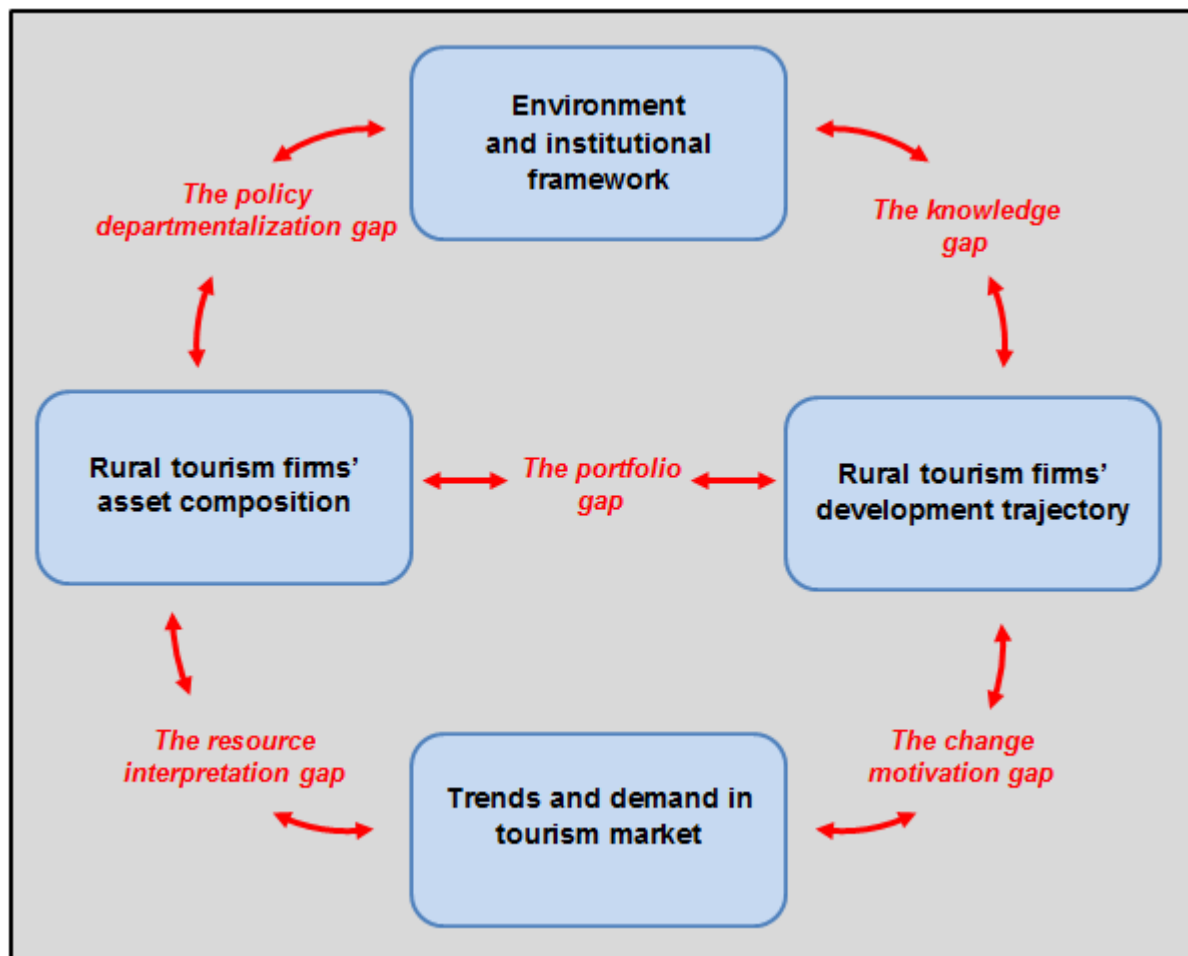 Environment
and institutional
framework
The policy
departmentalization gap
The knowledge
gap
Rural tourism firms’
asset composition
The portfolio
gap
Rural tourism firms’
development trajectory
The resource
interpretation gap
The change
motivation gap
Trends and demand in
tourism market